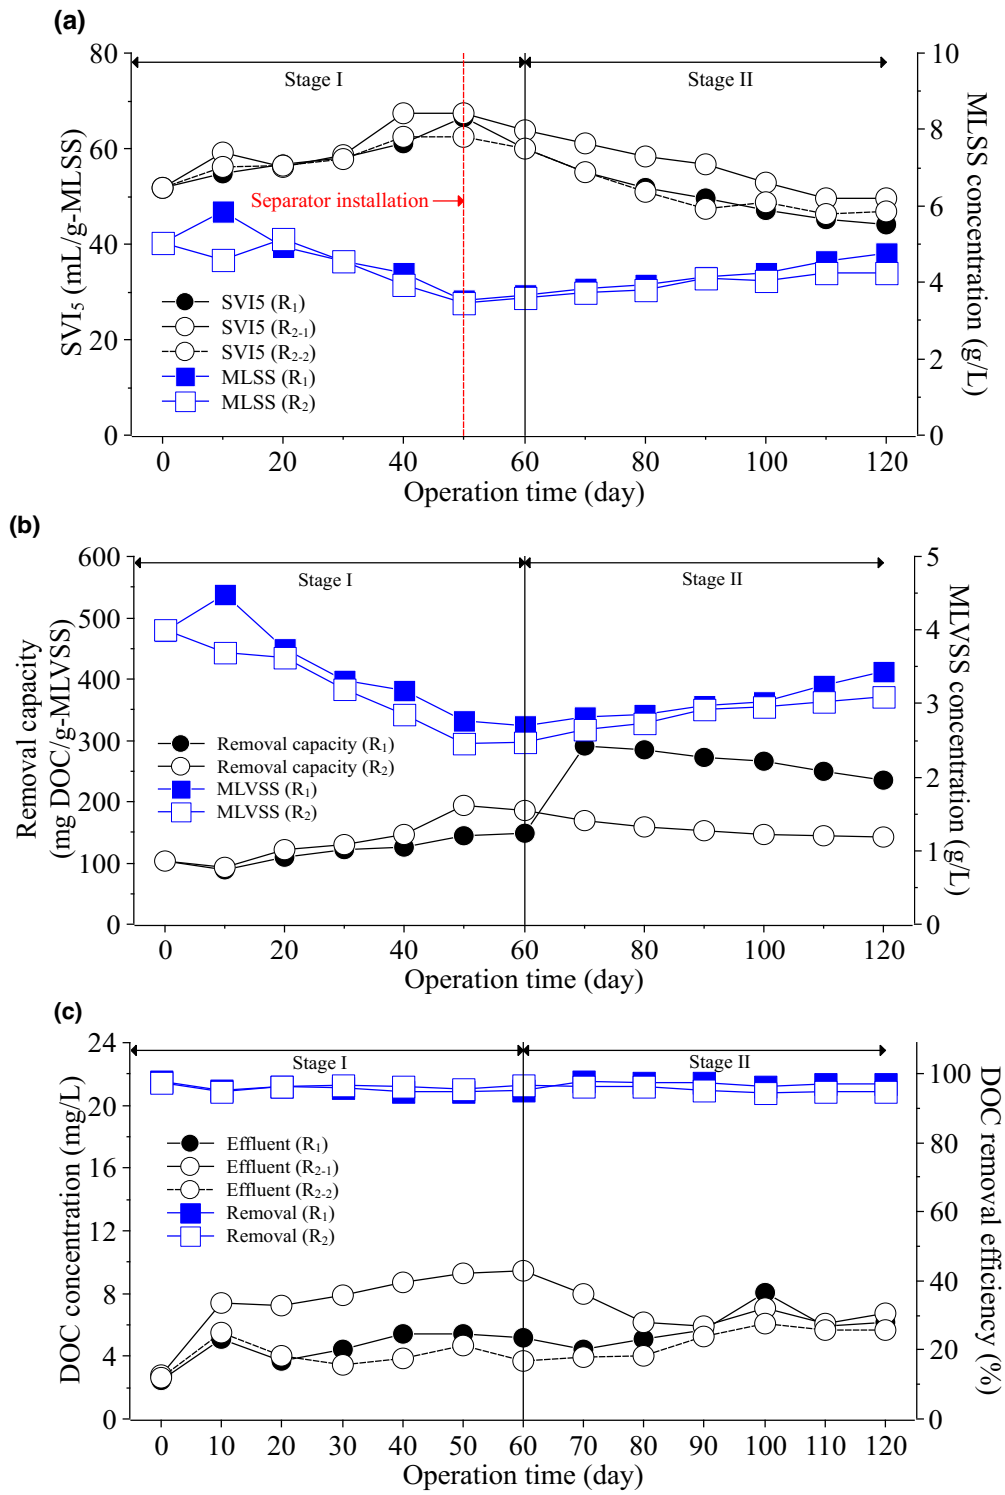 (a)
80
10
Stage I
Stage II
60
8
6
Separator installation
40
4
SVI5 (R1)
SVI5 (R2-1)
SVI5 (R2-2)
MLSS (R1)
MLSS (R2)
20
2
0
0
0 20 40 60 80 100 120
Operation time (day)
SVI5 (mL/g-MLSS)
MLSS concentration (g/L)
(b)
600
5
Stage I
Stage II
500
4
400
3
300
Removal capacity (R1)
Removal capacity (R2)
MLVSS (R1)
MLVSS (R2)
2
200
1
100
0
0
0 20 40 60 80 100 120
Operation time (day)
Removal capacity
(mg DOC/g-MLVSS)
MLVSS concentration (g/L)
(c)
24
Stage I
Stage II
100
20
Effluent (R1)
Effluent (R2-1)
Effluent (R2-2)
Removal (R1)
Removal (R2)
80
16
60
12
40
8
20
4
0
0
0 10 20 30 40 50 60 70 80 90 100 110 120
Operation time (day)
DOC concentration (mg/L)
DOC removal efficiency (%)